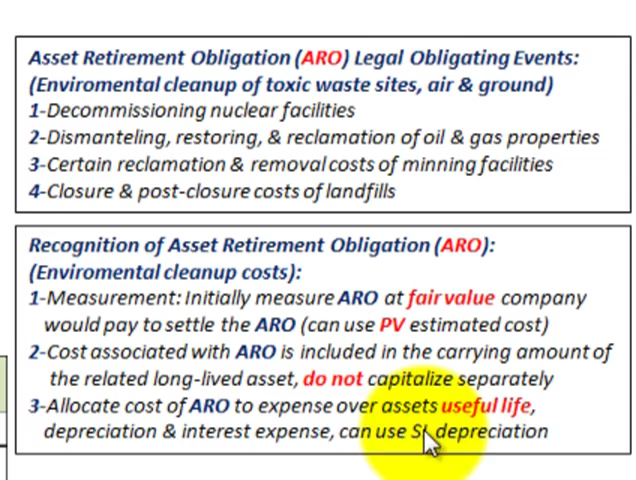 Asset Retirement Obligation (ARO) Legal Obligating Events:
(Enviromental cleanup of toxic waste sites, air & ground)
1-Decommissioning nuclear facilities
2-Dismanteling, restoring, & reclamation of oil & gas properties
3-Certain reclamation & removal costs of minning facilities
4-Closure & post-closure costs of landfills
Recognition of Asset Retirement Obligation (ARO):
(Enviromental cleanup costs):
1-Measurement: Initially measure ARO at fair value company
would pay to settle the ARO (can use PV estimated cost)
2-Cost associated with ARO is included in the carrying amount of
the related long-lived asset, do not capitalize separately
3-Allocate cost of ARO to expense over assets useful life,
depreciation & interest expense, can use SL depreciation